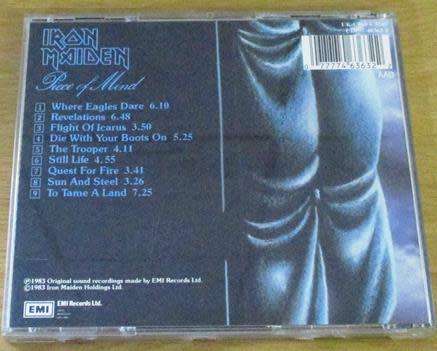 IRON
MAIDEN
Piece of Mind
1 Where Eagles Dare 6.10
2 Revelations 6.48
3 Flight Of Icarus 3.50
4 Die With Your Boots On 5.25
5 The Trooper 4.11
6 Still Life 4.55
7 Quest For Fire 3.41
8 Sun And Steel 3.26
9 To Tame A Land 7.25
℗1983 Original sound recordings made by EMI Records Ltd.
©1983 Iron Maiden Holdings Ltd.
EMI EMI Records Ltd.
0 77774 63632